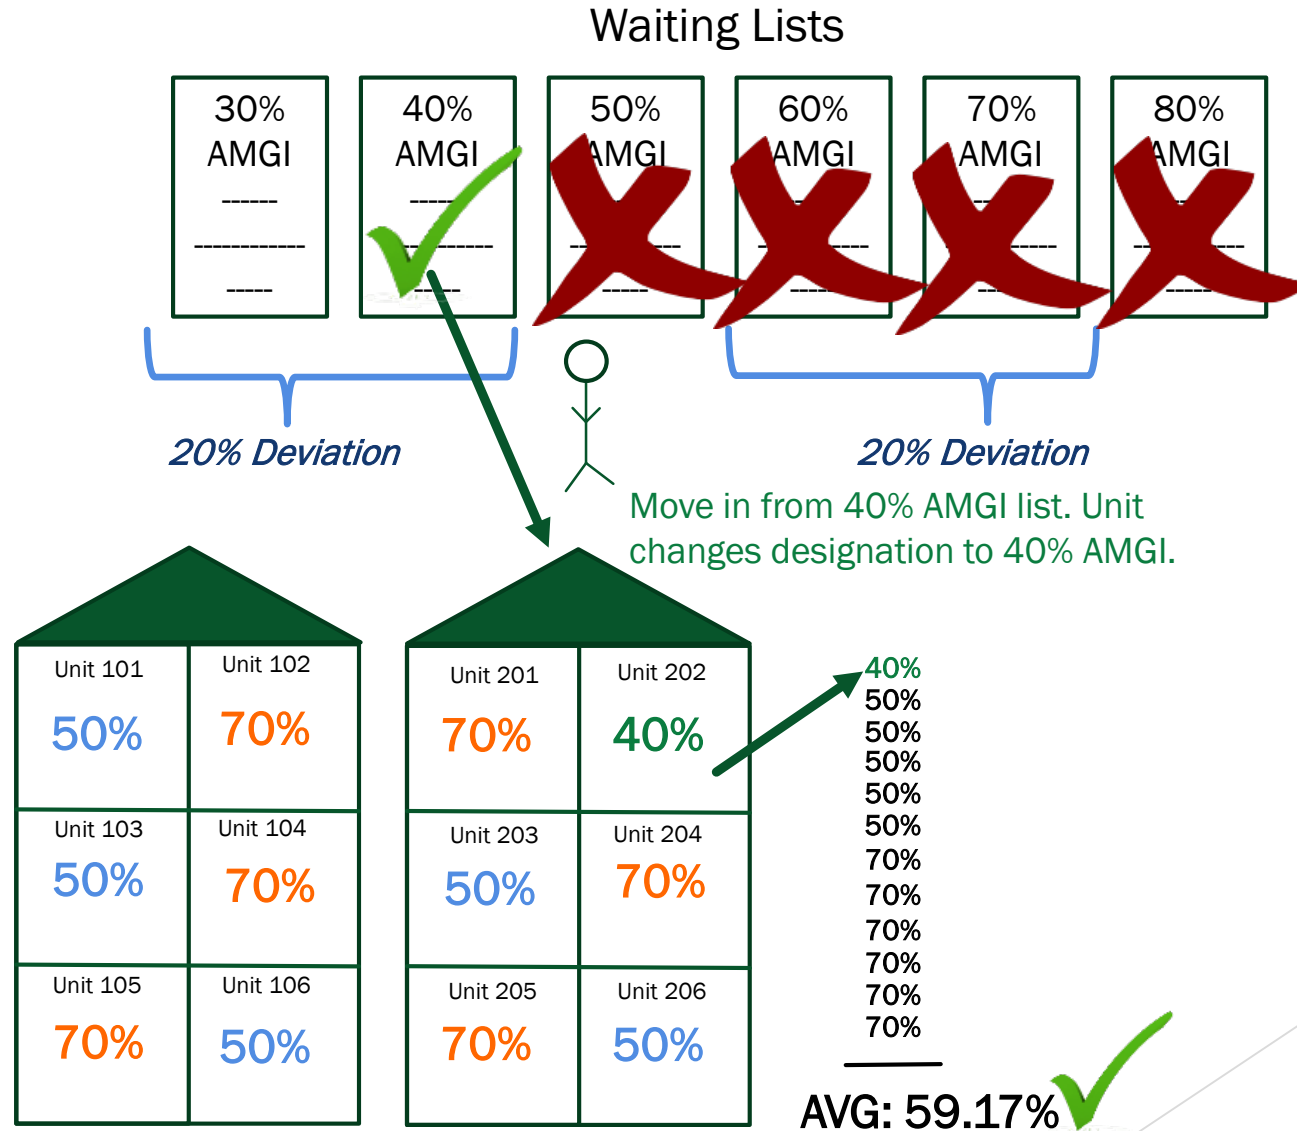 Waiting Lists
30%
AMGI
------
------------
-----
40%
AMGI
50%
AMGI
60%
AMGI
70%
AMGI
80%
AMGI
20% Deviation
20% Deviation
Move in from 40% AMGI list. Unit
changes designation to 40% AMGI.
Unit 101
50%
Unit 102
70%
Unit 103
50%
Unit 104
70%
Unit 105
70%
Unit 106
50%
Unit 201
70%
Unit 202
40%
Unit 203
50%
Unit 204
70%
Unit 205
70%
Unit 206
50%
40%
50%
50%
50%
50%
50%
70%
70%
70%
70%
70%
70%
AVG: 59.17%